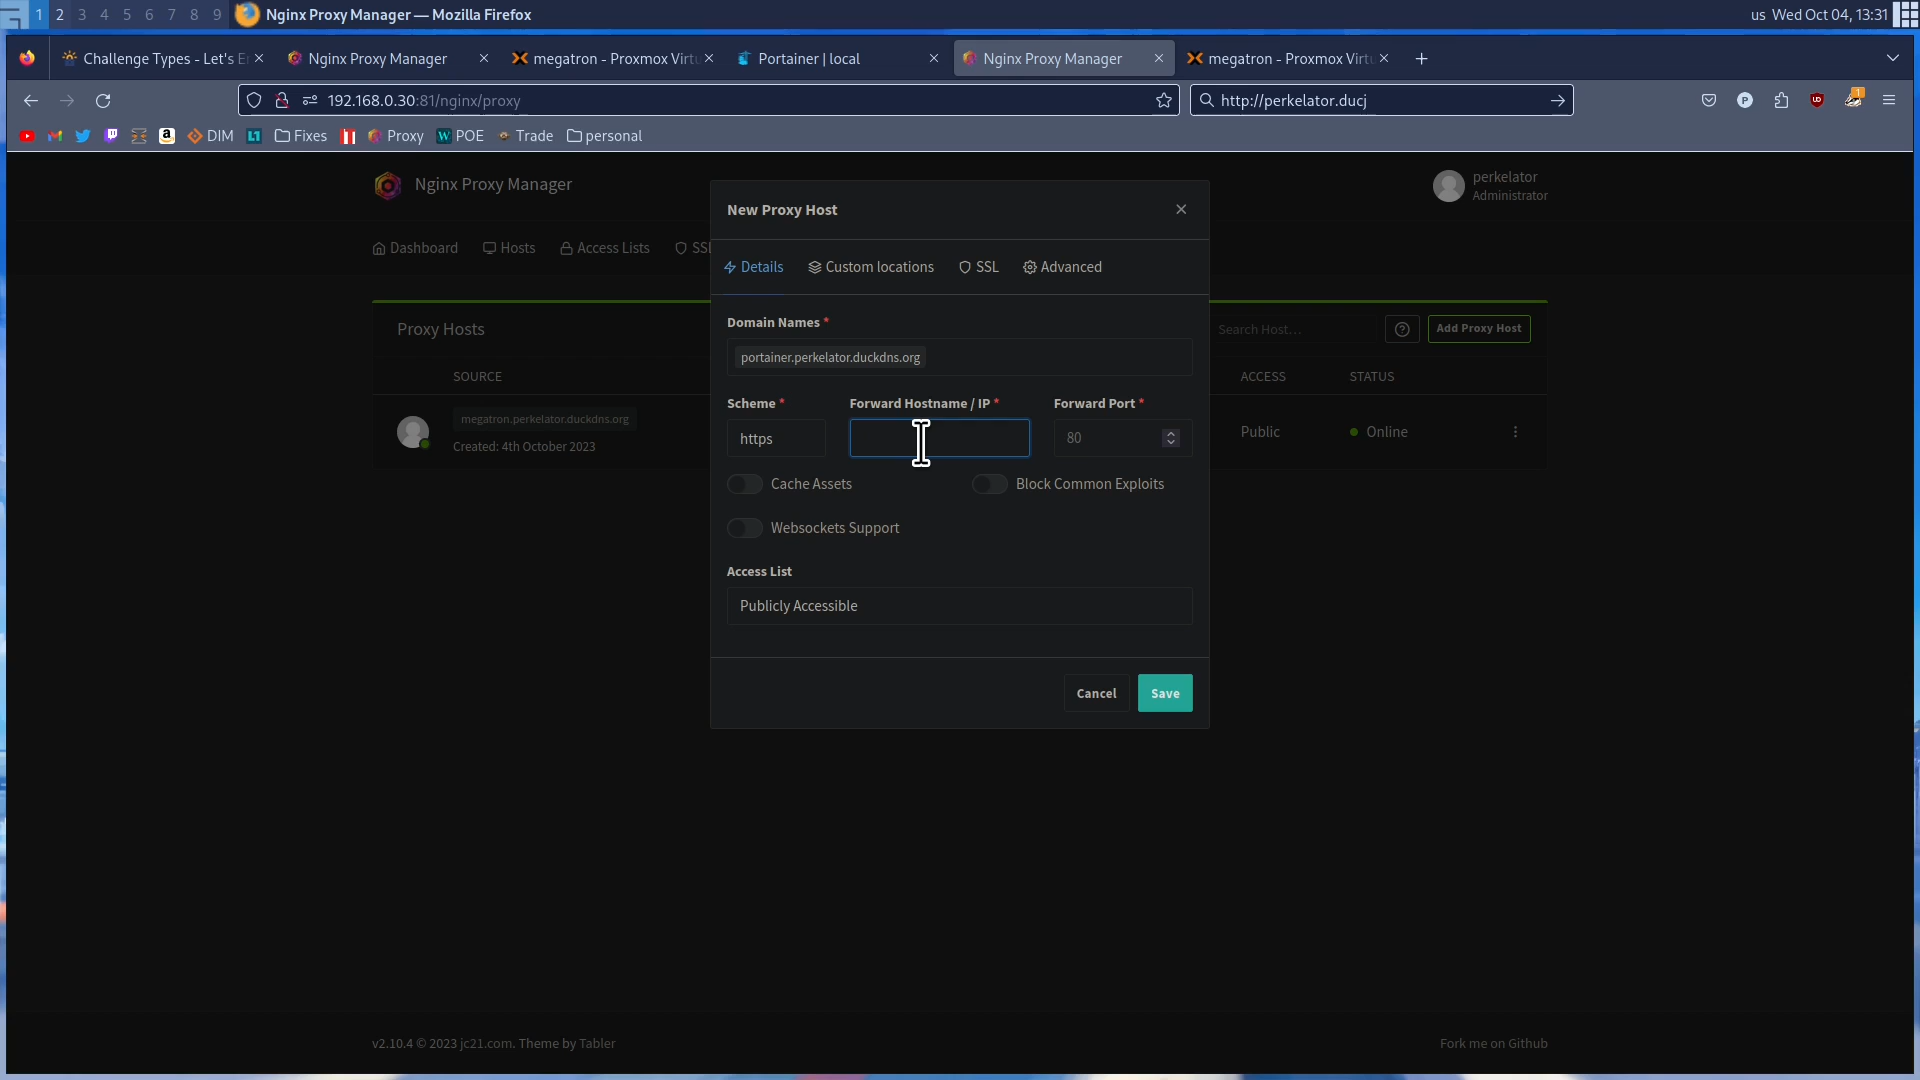 1 2 3 4 5 6 7 8 9 Nginx Proxy Manager — Mozilla Firefox us Wed Oct 04, 13:31
Challenge Types - Let's E Nginx Proxy Manager megatron - Proxmox Virtu Portainer | local Nginx Proxy Manager megatron - Proxmox Virtu
192.168.0.30:81/nginx/proxy http://perkelator.ducj P UD 1
a DIM L1 Fixes Proxy W POE Trade personal
Nginx Proxy Manager
perkelator
Administrator
Dashboard Hosts Access Lists SSL
Proxy Hosts Search Host… Add Proxy Host
SOURCE ACCESS STATUS
megatron.perkelator.duckdns.org
Created: 4th October 2023
Public Online
New Proxy Host
Details Custom locations SSL Advanced
Domain Names *
portainer.perkelator.duckdns.org
Scheme * Forward Hostname / IP * Forward Port *
https 80
Cache Assets Block Common Exploits
Websockets Support
Access List
Publicly Accessible
Cancel Save
v2.10.4 © 2023 jc21.com. Theme by Tabler Fork me on Github